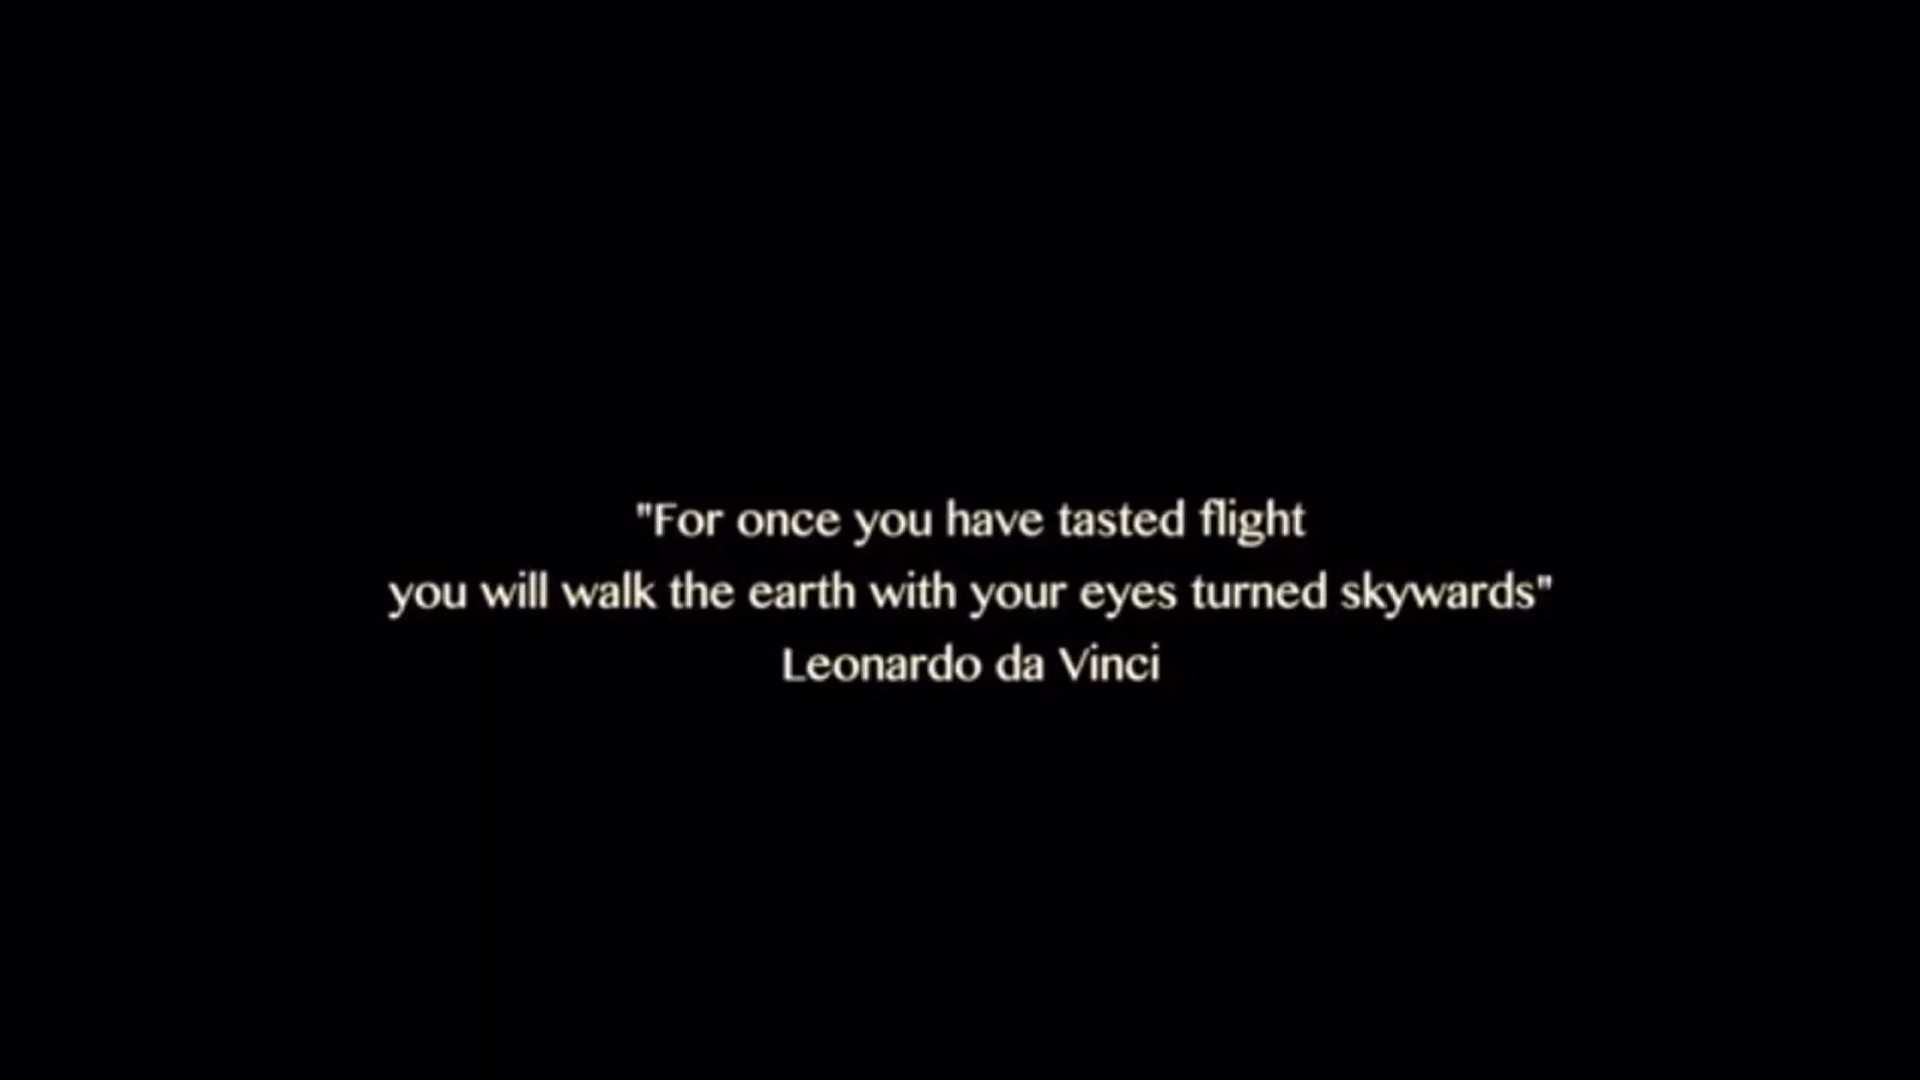 "For once you have tasted flight
you will walk the earth with your eyes turned skywards"
Leonardo da Vinci